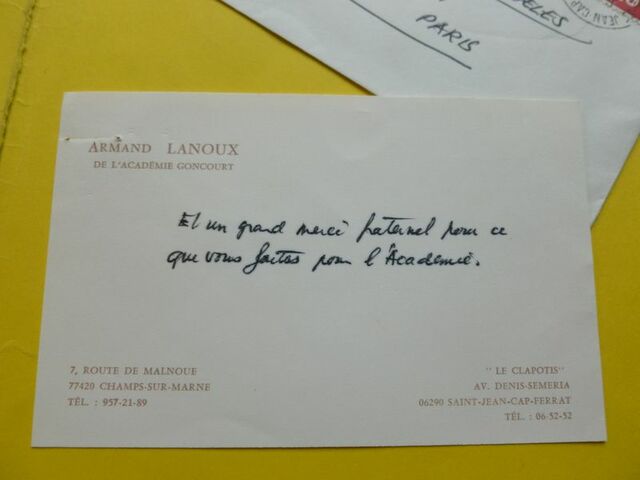 PARIS
JEAN-CAP
ARMAND LANOUX
DE L'ACADÉMIE GONCOURT
Et un grand merci fraternel pour ce
que vous faites pour l'Académie.
7, ROUTE DE MALNOUE
77420 CHAMPS-SUR-MARNE
TÉL. : 957-21-89
" LE CLAPOTIS"
AV. DENIS-SEMERIA
06290 SAINT-JEAN-CAP-FERRAT
TÉL. : 06-52-52